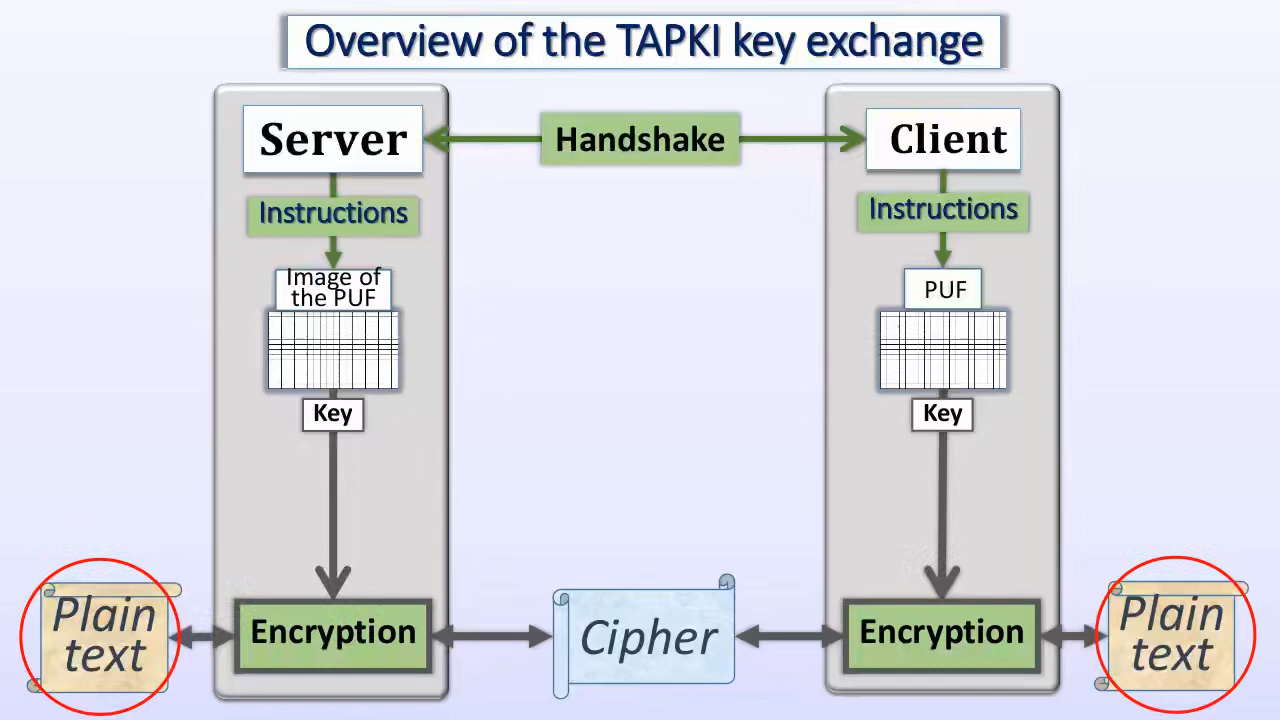 Overview of the TAPKI key exchange
Server
Handshake
Client
Instructions
Instructions
Image of
the PUF
PUF
Key
Key
Plain
text
Encryption
Cipher
Encryption
Plain
text